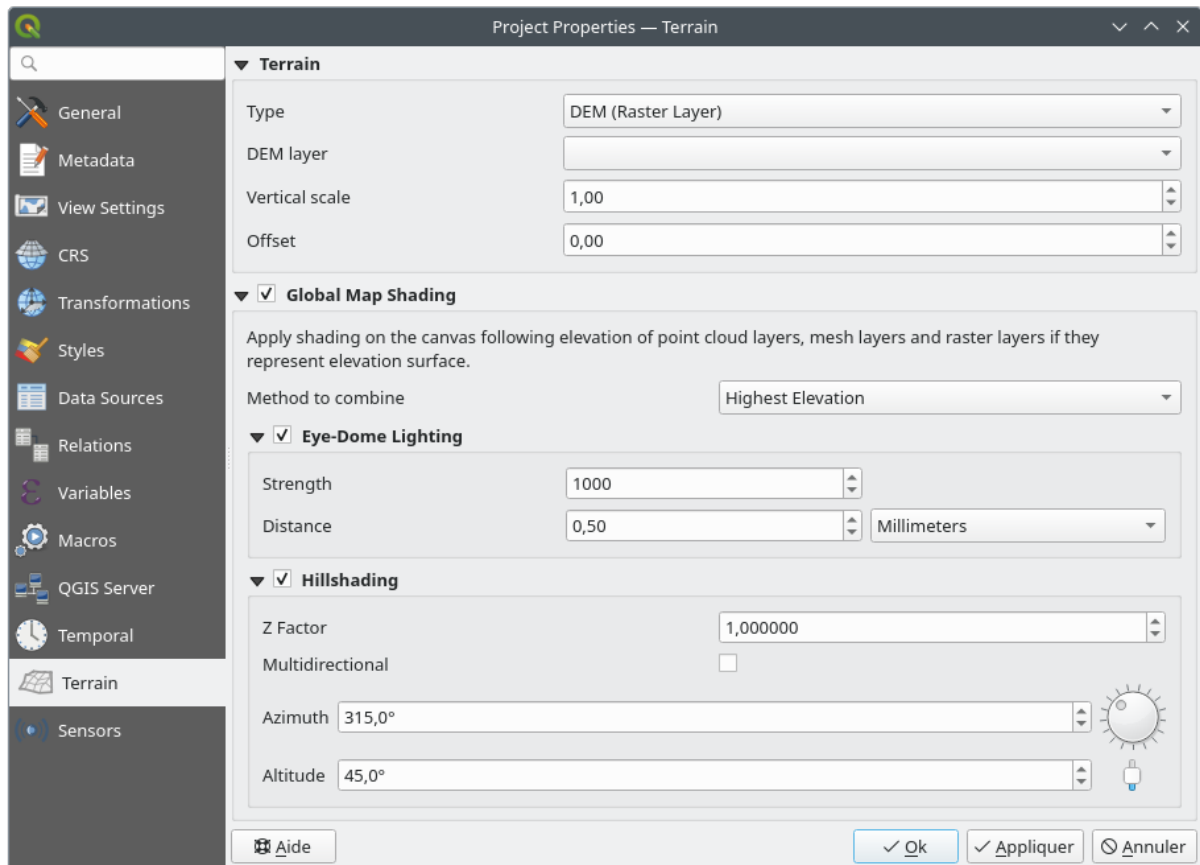 Project Properties — Terrain
General
Metadata
View Settings
CRS
Transformations
Styles
Data Sources
Relations
Variables
Macros
QGIS Server
Temporal
Terrain
Sensors
Terrain
Type DEM (Raster Layer)
DEM layer
Vertical scale 1,00
Offset 0,00
Global Map Shading
Apply shading on the canvas following elevation of point cloud layers, mesh layers and raster layers if they
represent elevation surface.
Method to combine Highest Elevation
Eye-Dome Lighting
Strength 1000
Distance 0,50 Millimeters
Hillshading
Z Factor 1,000000
Multidirectional
Azimuth 315,0°
Altitude 45,0°
Aide Ok Appliquer Annuler